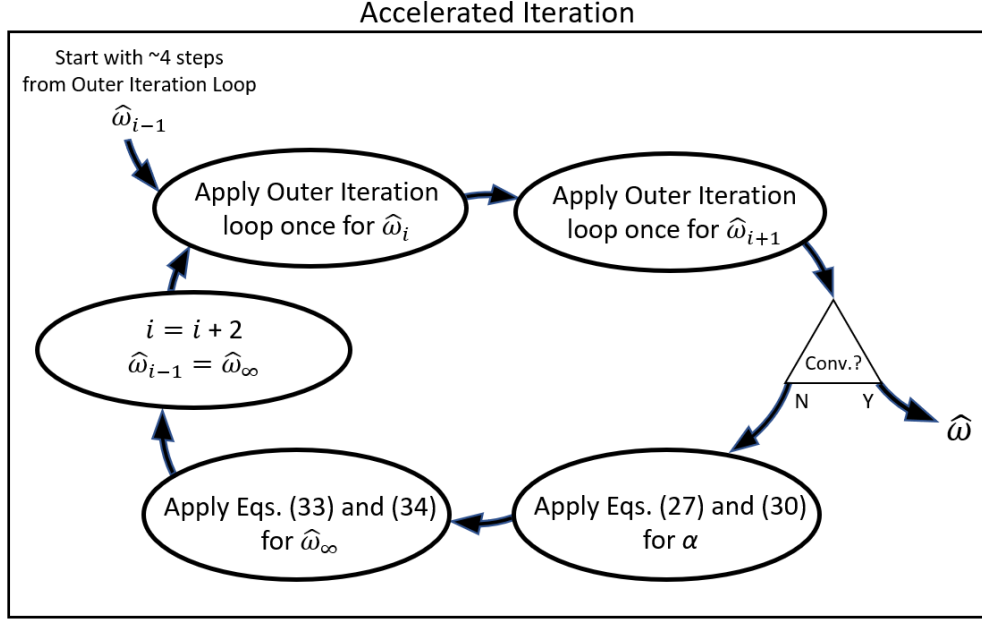 Accelerated Iteration
Start with ~4 steps
from Outer Iteration Loop
ω̂ᵢ₋₁
Apply Outer Iteration
loop once for ω̂ᵢ
Apply Outer Iteration
loop once for ω̂ᵢ₊₁
Conv.?
N
Y
ω̂
Apply Eqs. (27) and (30)
for α
Apply Eqs. (33) and (34)
for ω̂∞
i = i + 2
ω̂ᵢ₋₁ = ω̂∞